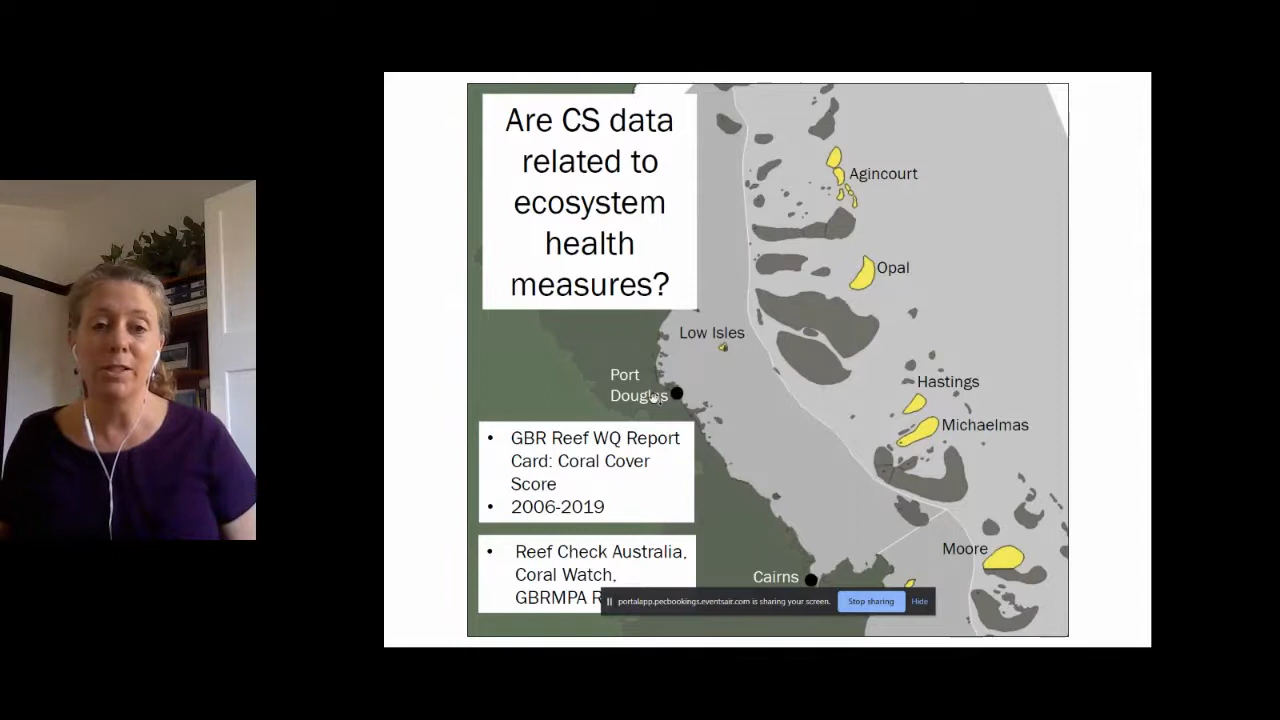 Are CS data
related to
ecosystem
health
measures?
Agincourt
Opal
Low Isles
Port
Douglas
Hastings
Michaelmas
• GBR Reef WQ Report
Card: Coral Cover
Score
• 2006-2019
Moore
• Reef Check Australia,
Coral Watch,
GBRMPA R
Cairns
portalapp.pecbookings.eventsair.com is sharing your screen.
Stop sharing
Hide